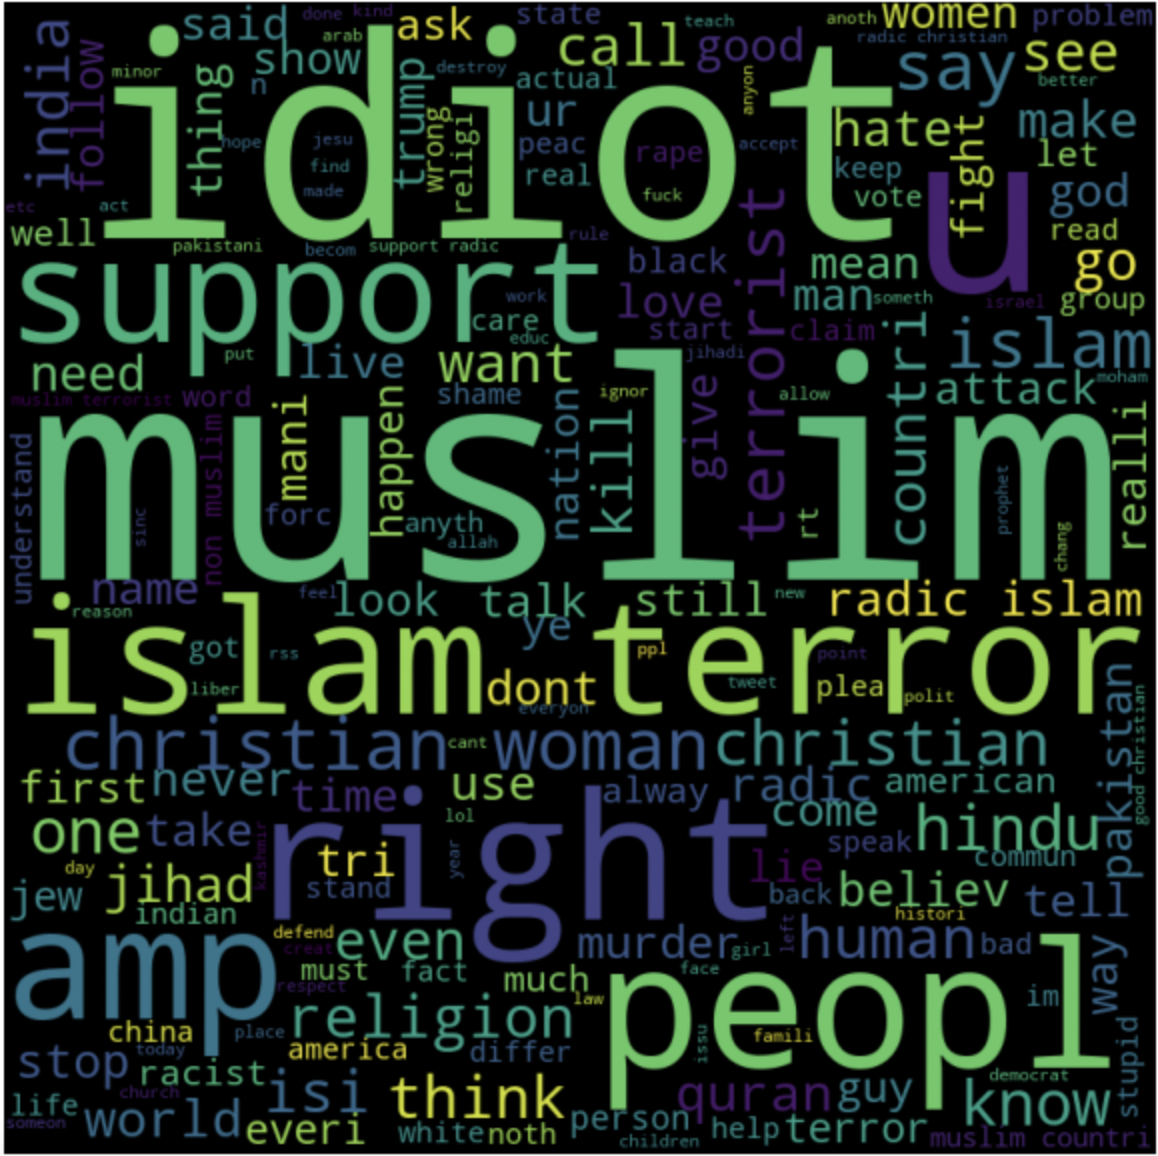 india
follow
said
show
n
ask
done kind
arab
trump
destroy
state
actual
call
good
teach
anoth
women
radic christian
problem
say
see
better
minor
thing
idiot
hope
jesu
find
made
wrong
religi
ur
peac
real
rape
fuck
anyon
accept
hate
keep
vote
fight
u
make
let
god
read
go
group
israel
etc
act
well
pakistani
becom
support radic
rule
support
work
care
educ
black
love
start
terrorist
claim
mean
man
someth
countri
islam
attack
moham
need
put
live
want
shame
ignor
jihadi
allow
give
muslim terrorist
word
understand
muslim
sinc
non muslim
mani
forc
happen
anyth
allah
nation
kill
rt
prophet
chang
realli
name
reason
feel
look
talk
ye
still
new
radic islam
islam
got
rss
liber
dont
everyon
terror
ppl
tweet
point
plea
polit
christian
cant
woman
christian
pakistan
good christian
first
never
time
use
alway
radic
american
come
one
take
right
lol
tri
year
stand
kashmir
lie
speak
hindu
commun
day
jew
jihad
indian
back
believ
histori
tell
amp
defend
creat
even
murder
girl
left
human
bad
way
must
fact
respect
much
face
law
peopl
issu
famili
im
china
place
religion
today
america
differ
stop
racist
church
isi
think
quran
guy
democrat
know
stupid
life
someon
world
everi
white
noth
person
children
help
terror
muslim countri